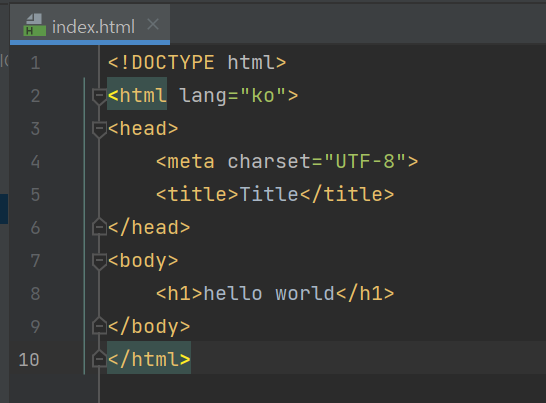 index.html
1 <!DOCTYPE html>
2 <html lang="ko">
3 <head>
4     <meta charset="UTF-8">
5     <title>Title</title>
6 </head>
7 <body>
8     <h1>hello world</h1>
9 </body>
10 </html>